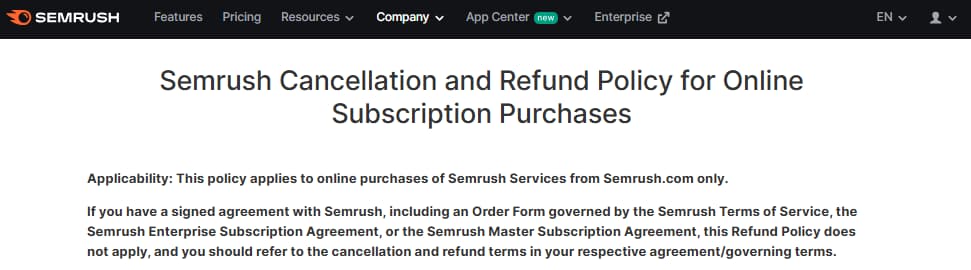 SEMRUSH Features Pricing Resources Company App Center new Enterprise EN
Semrush Cancellation and Refund Policy for Online
Subscription Purchases
Applicability: This policy applies to online purchases of Semrush Services from Semrush.com only.
If you have a signed agreement with Semrush, including an Order Form governed by the Semrush Terms of Service, the
Semrush Enterprise Subscription Agreement, or the Semrush Master Subscription Agreement, this Refund Policy does
not apply, and you should refer to the cancellation and refund terms in your respective agreement/governing terms.